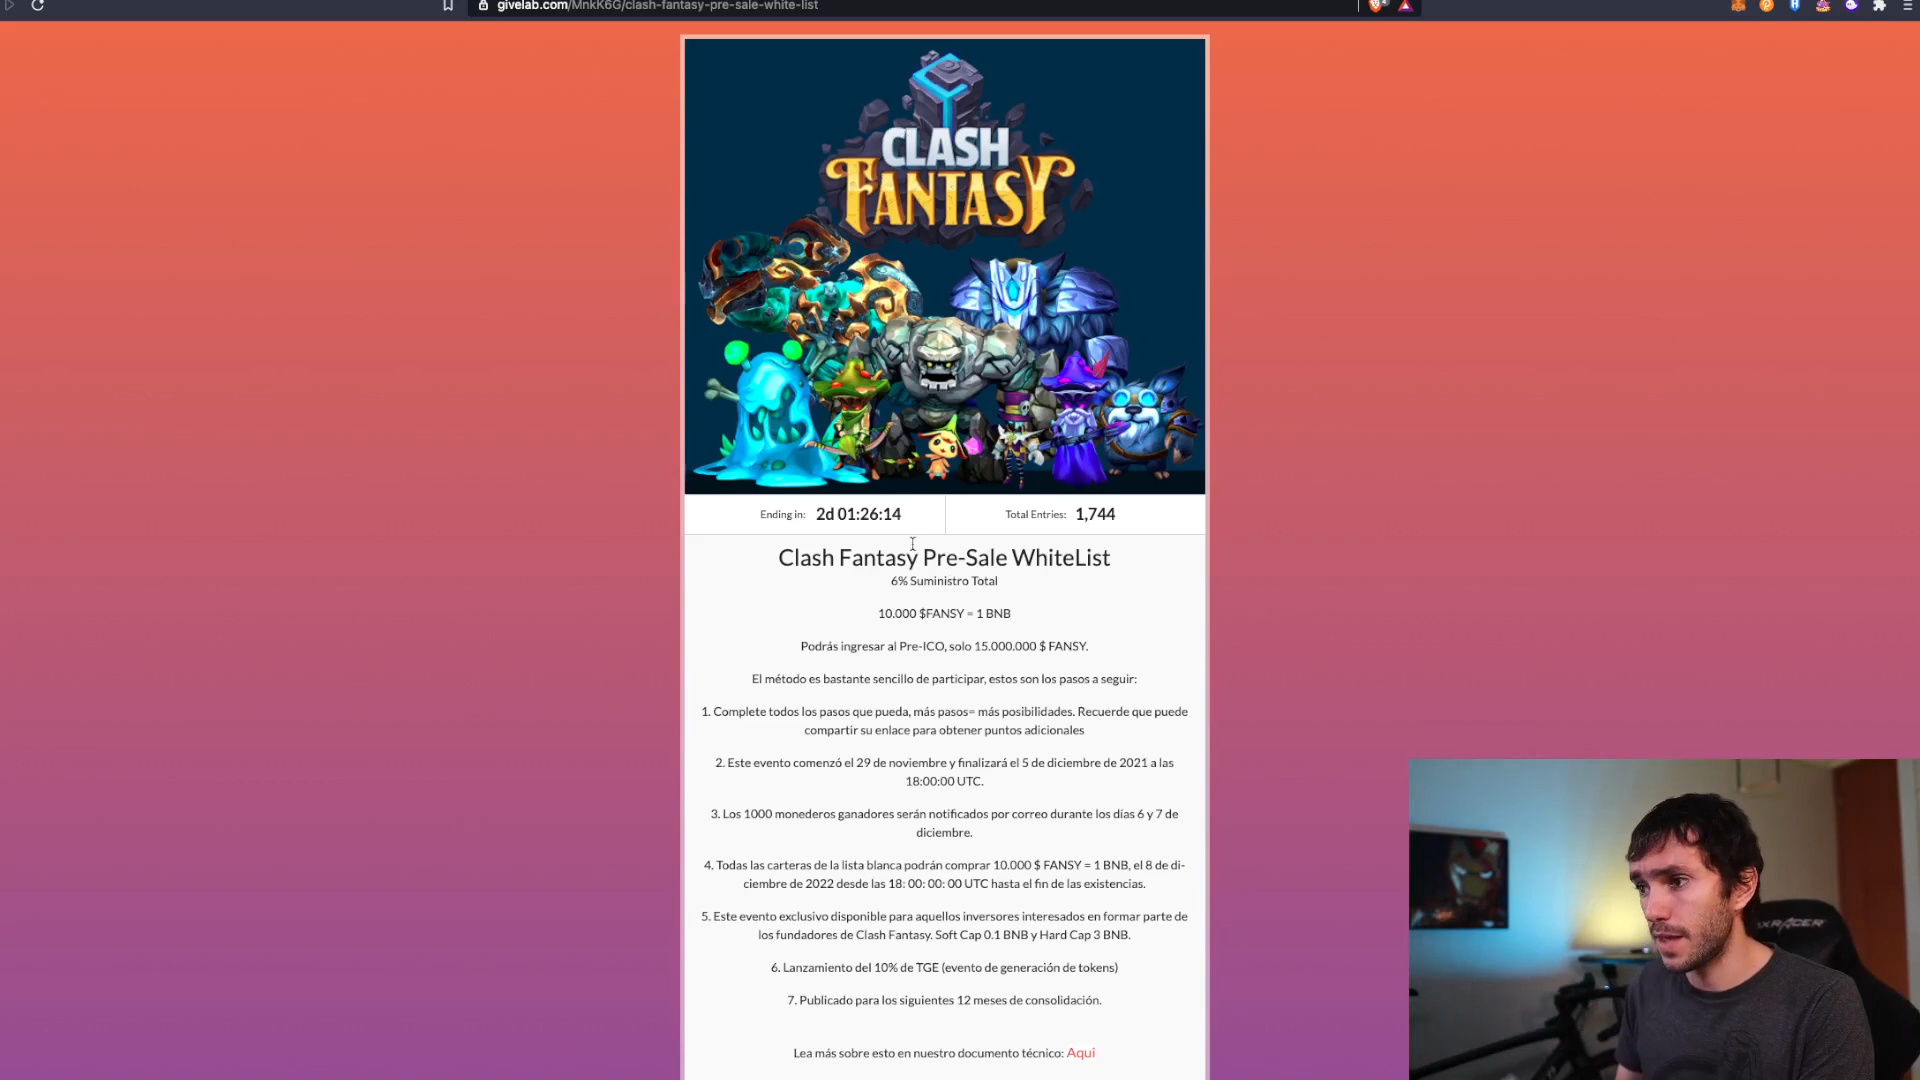 givelab.com/MnkK6G/clash-fantasy-pre-sale-white-list
CLASH
FANTASY
Ending in: 2d 01:26:14
Total Entries: 1,744
Clash Fantasy Pre-Sale WhiteList
6% Suministro Total
10.000 $FANSY = 1 BNB
Podrás ingresar al Pre-ICO, solo 15.000.000 $ FANSY.
El método es bastante sencillo de participar, estos son los pasos a seguir:
1. Complete todos los pasos que pueda, más pasos= más posibilidades. Recuerde que puede
compartir su enlace para obtener puntos adicionales
2. Este evento comenzó el 29 de noviembre y finalizará el 5 de diciembre de 2021 a las
18:00:00 UTC.
3. Los 1000 monederos ganadores serán notificados por correo durante los días 6 y 7 de
diciembre.
4. Todas las carteras de la lista blanca podrán comprar 10.000 $ FANSY = 1 BNB, el 8 de di-
ciembre de 2022 desde las 18: 00: 00: 00 UTC hasta el fin de las existencias.
5. Este evento exclusivo disponible para aquellos inversores interesados en formar parte de
los fundadores de Clash Fantasy. Soft Cap 0.1 BNB y Hard Cap 3 BNB.
6. Lanzamiento del 10% de TGE (evento de generación de tokens)
7. Publicado para los siguientes 12 meses de consolidación.
Lea más sobre esto en nuestro documento técnico: Aqui